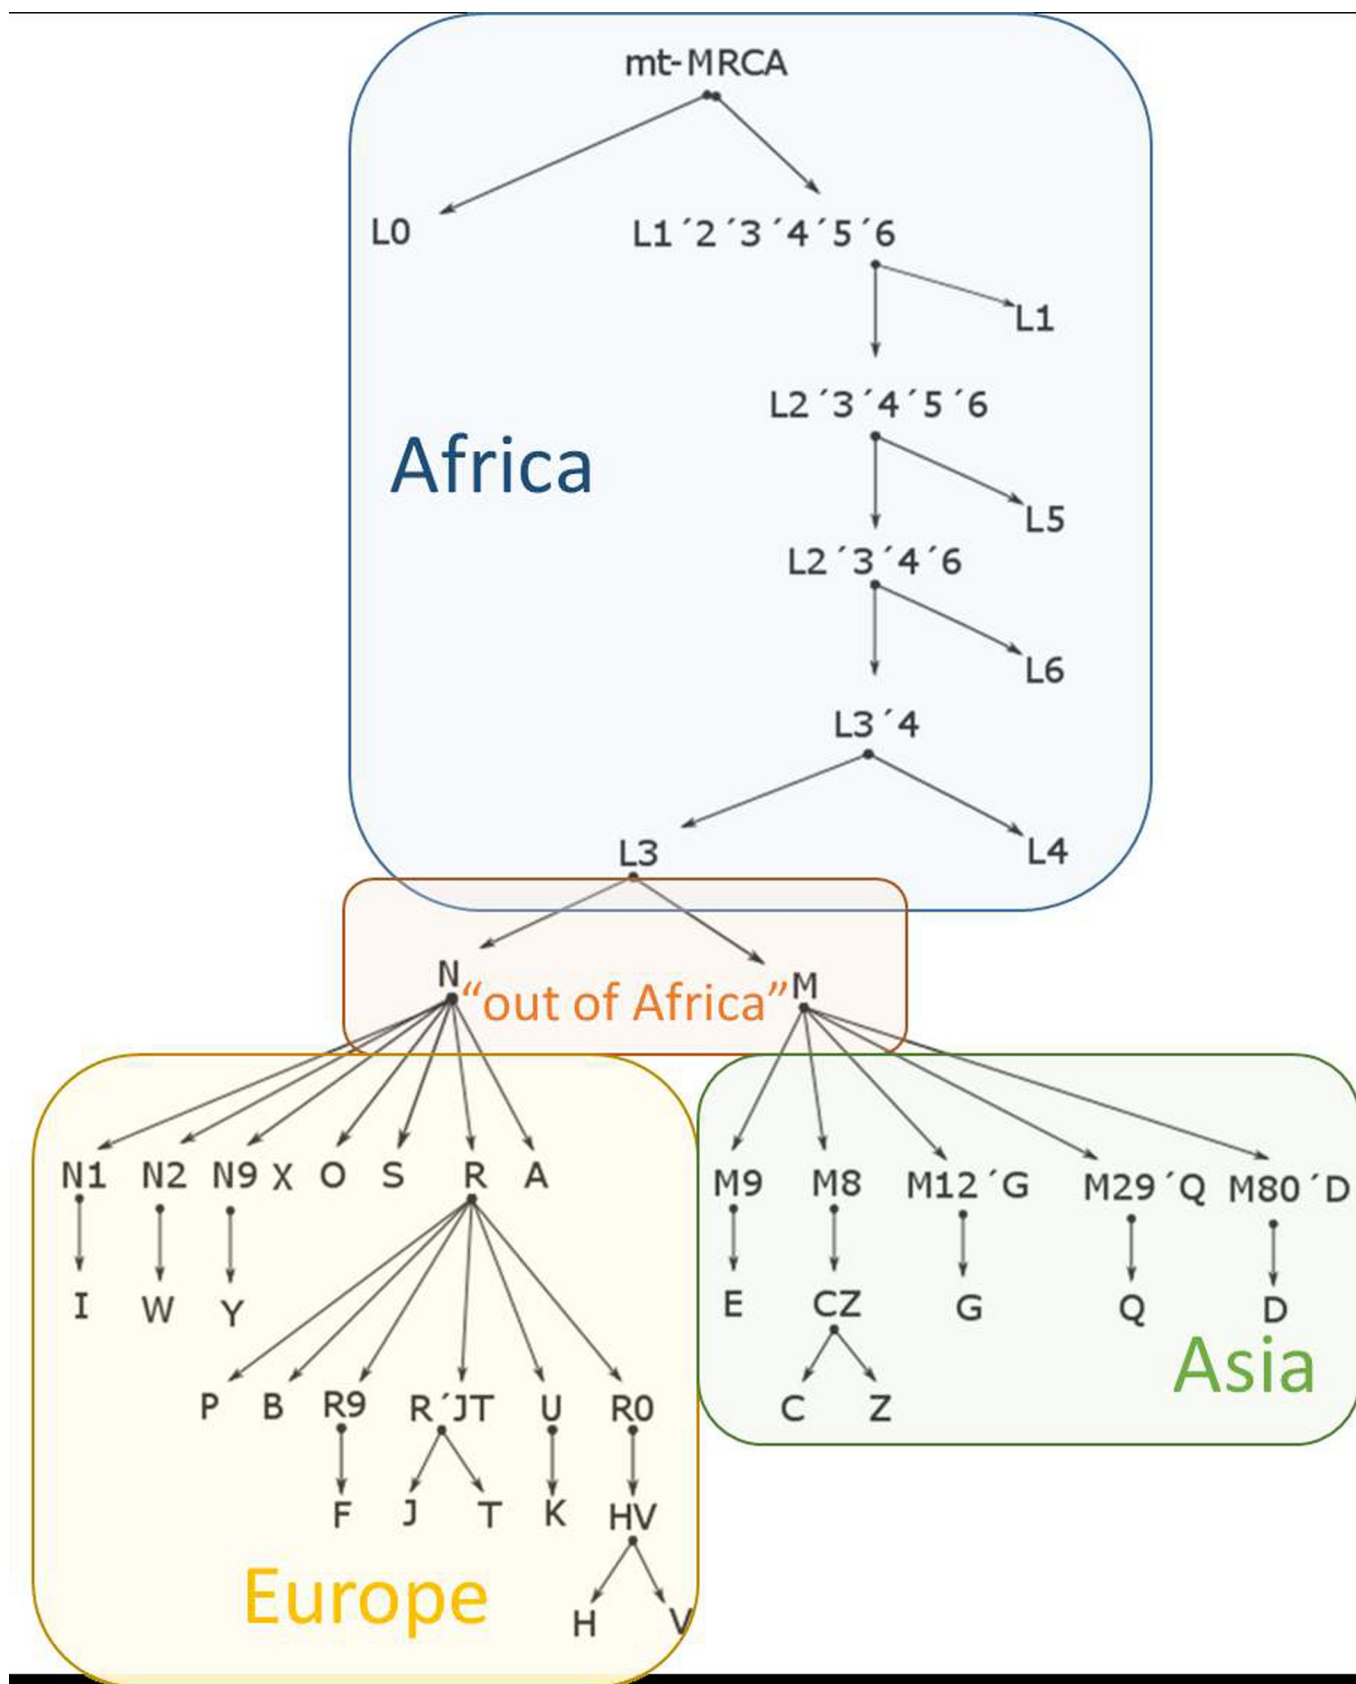 mt-MRCA
L0
L1´2´3´4´5´6
L1
L2´3´4´5´6
Africa
L5
L2´3´4´6
L6
L3´4
L3
L4
N
“out of Africa”
M
N1 N2 N9 X O S R A
M9 M8 M12´G M29´Q M80´D
I W Y
E CZ G Q D
Asia
P B R9 R´JT U R0
C Z
F J T K HV
Europe
H V